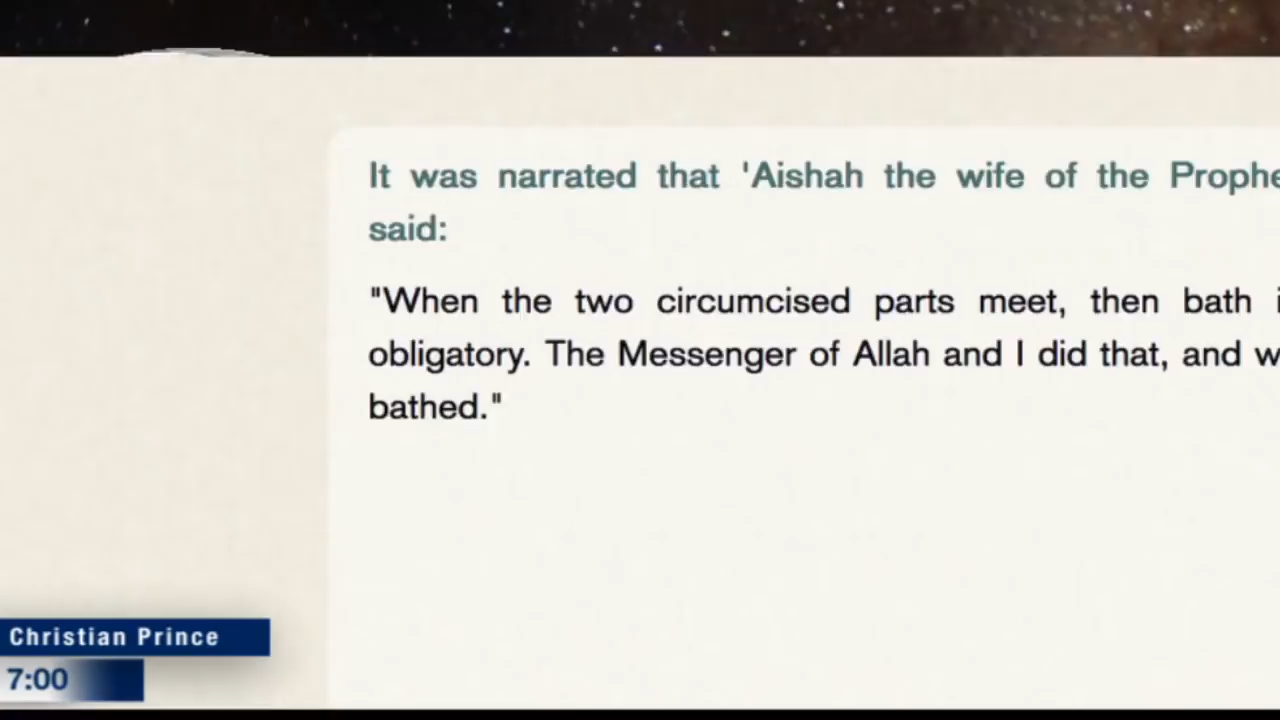 It was narrated that 'Aishah the wife of the Prophe
said:
"When the two circumcised parts meet, then bath i
obligatory. The Messenger of Allah and I did that, and w
bathed."
Christian Prince
7:00